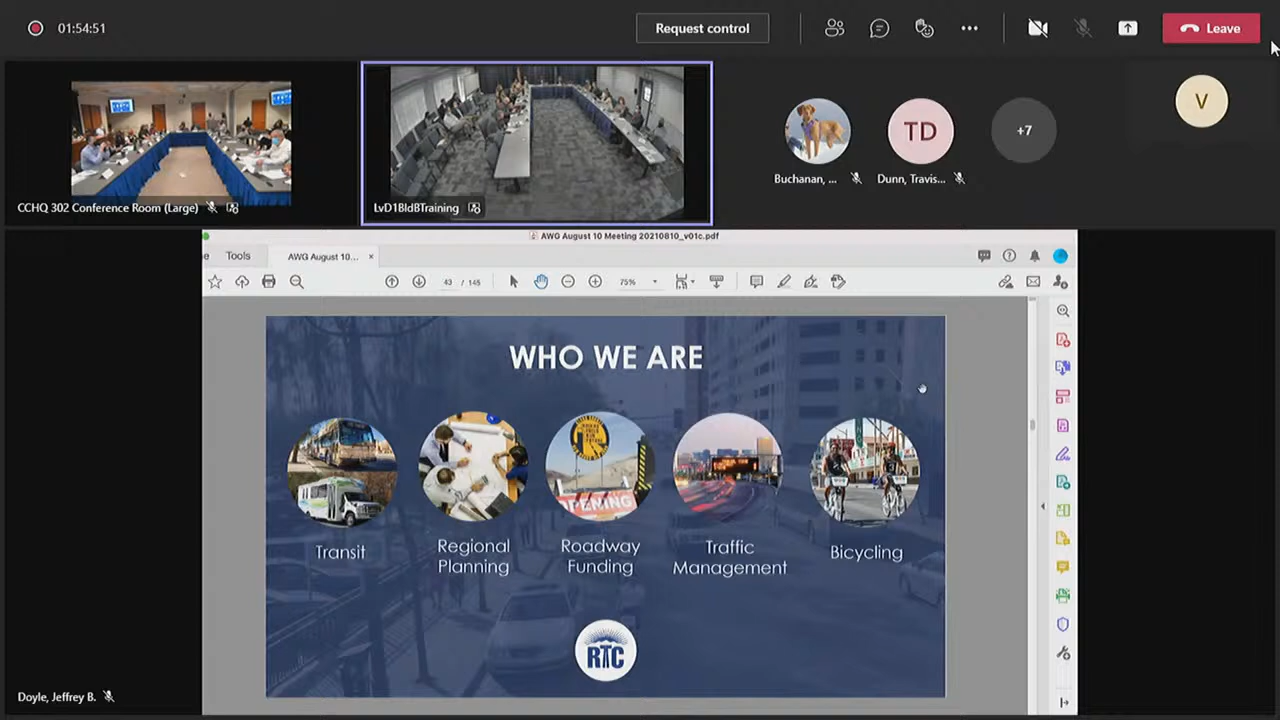 01:54:51
Request control
Leave
V
TD
+7
CCHQ 302 Conference Room (Large)
LvD1BldBTraining
Buchanan, ...
Dunn, Travis...
AWG August 10 Meeting 20210810_v01c.pdf
e
Tools
AWG August 10...
43 / 145
75%
WHO WE ARE
PENING
Transit
Regional
Planning
Roadway
Funding
Traffic
Management
Bicycling
RTC
Doyle, Jeffrey B.